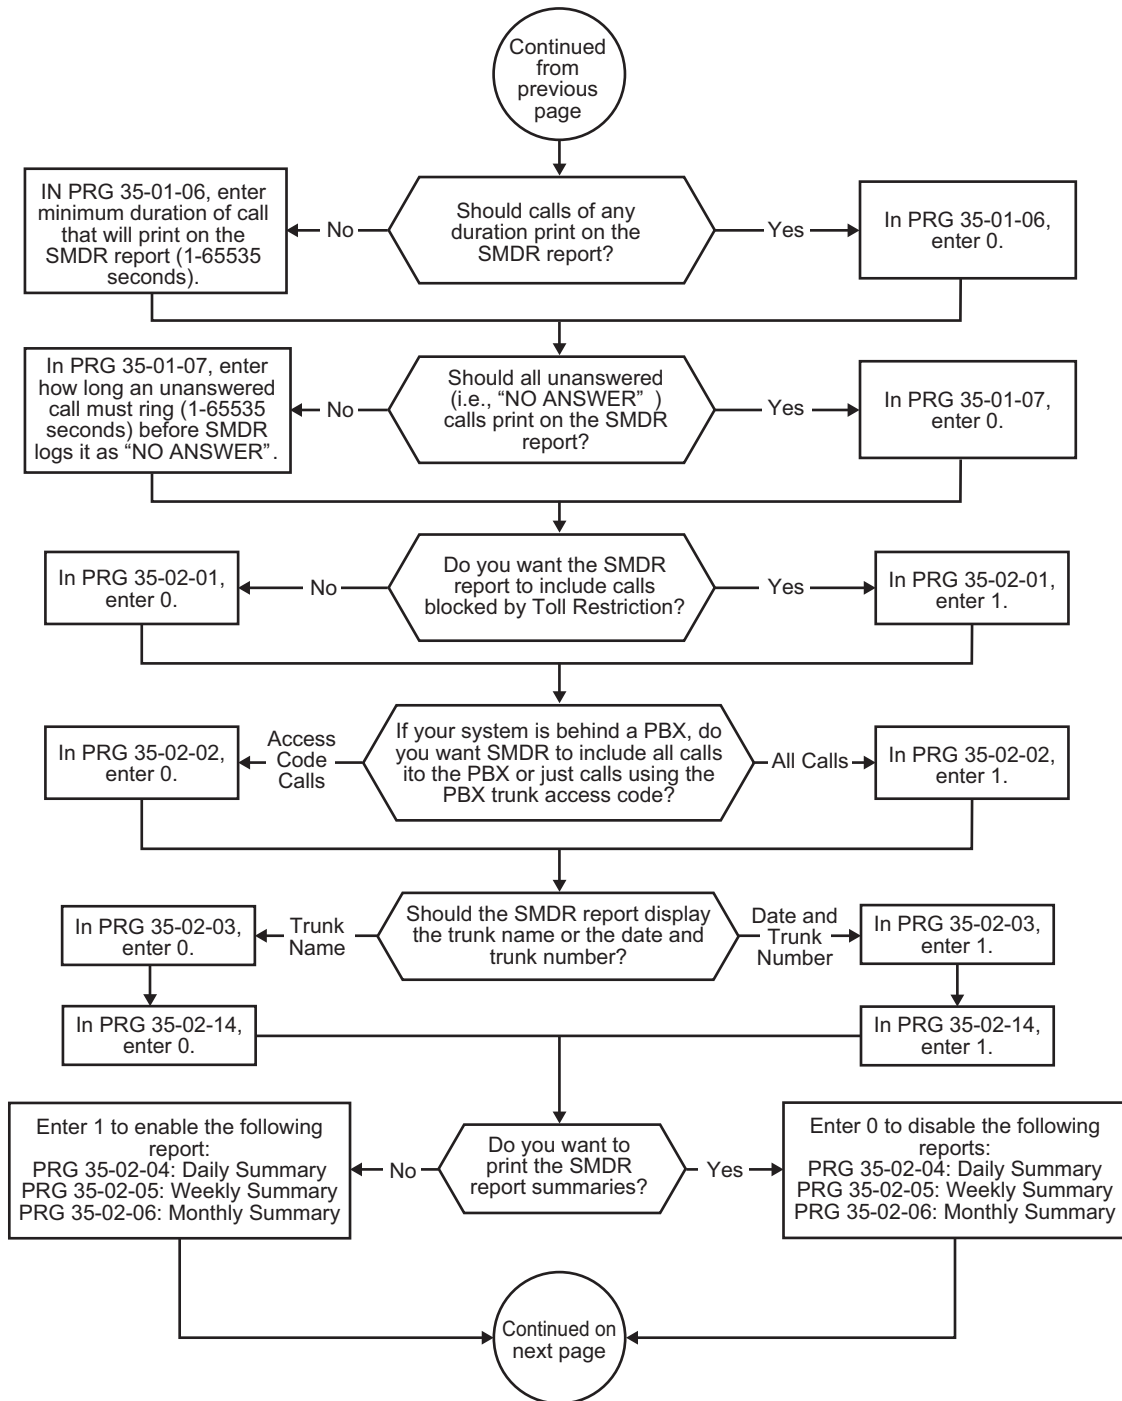 Continued
from
previous
page
IN PRG 35-01-06, enter
minimum duration of call
that will print on the
SMDR report (1-65535
seconds).
No
Should calls of any
duration print on the
SMDR report?
Yes
In PRG 35-01-06,
enter 0.
In PRG 35-01-07, enter
how long an unanswered
call must ring (1-65535
seconds) before SMDR
logs it as “NO ANSWER”.
No
Should all unanswered
(i.e., “NO ANSWER” )
calls print on the SMDR
report?
Yes
In PRG 35-01-07,
enter 0.
In PRG 35-02-01,
enter 0.
No
Do you want the SMDR
report to include calls
blocked by Toll Restriction?
Yes
In PRG 35-02-01,
enter 1.
In PRG 35-02-02,
enter 0.
Access
Code
Calls
If your system is behind a PBX, do
you want SMDR to include all calls
ito the PBX or just calls using the
PBX trunk access code?
All Calls
In PRG 35-02-02,
enter 1.
In PRG 35-02-03,
enter 0.
Trunk
Name
Should the SMDR report display
the trunk name or the date and
trunk number?
Date and
Trunk
Number
In PRG 35-02-03,
enter 1.
In PRG 35-02-14,
enter 0.
In PRG 35-02-14,
enter 1.
Enter 1 to enable the following
report:
PRG 35-02-04: Daily Summary
PRG 35-02-05: Weekly Summary
PRG 35-02-06: Monthly Summary
No
Do you want to
print the SMDR
report summaries?
Yes
Enter 0 to disable the following
reports:
PRG 35-02-04: Daily Summary
PRG 35-02-05: Weekly Summary
PRG 35-02-06: Monthly Summary
Continued on
next page